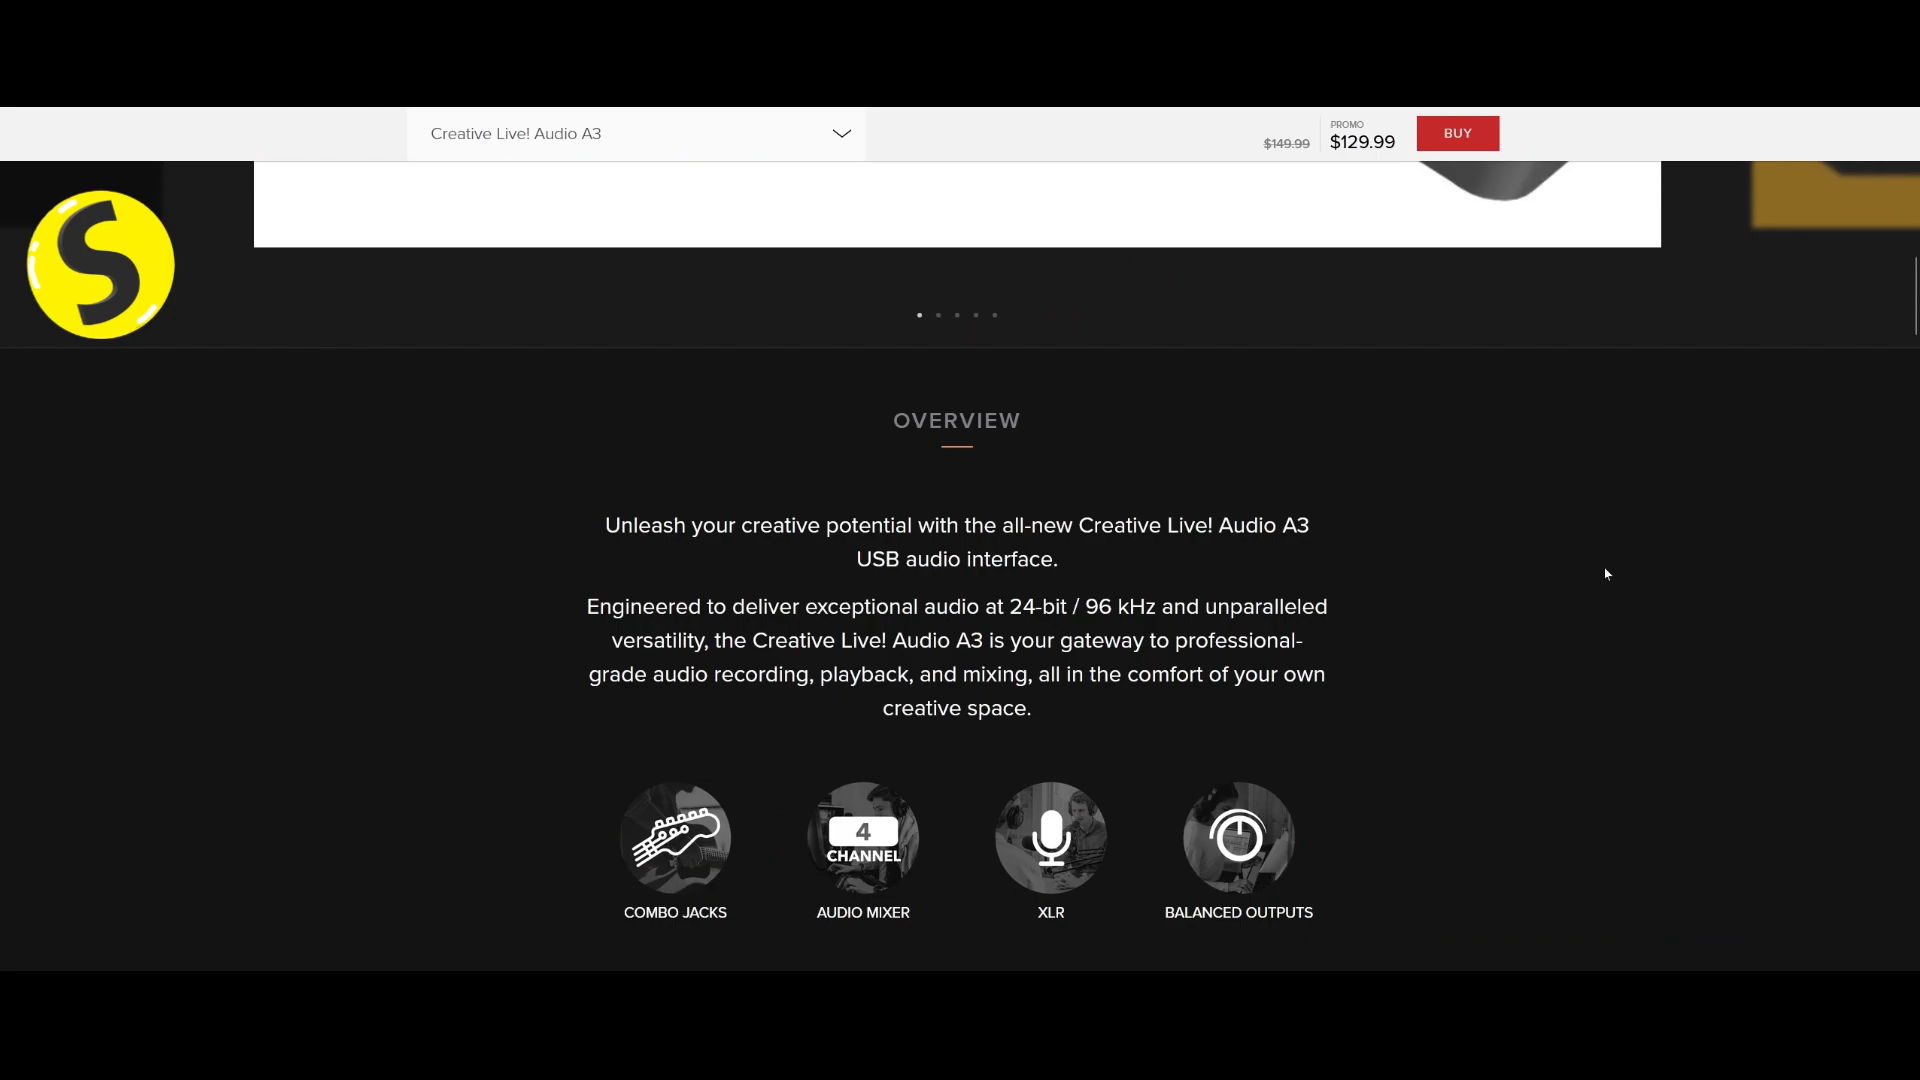 Creative Live! Audio A3
$149.99
PROMO
$129.99
BUY
S
OVERVIEW
Unleash your creative potential with the all-new Creative Live! Audio A3
USB audio interface.
Engineered to deliver exceptional audio at 24-bit / 96 kHz and unparalleled
versatility, the Creative Live! Audio A3 is your gateway to professional-
grade audio recording, playback, and mixing, all in the comfort of your own
creative space.
4
CHANNEL
COMBO JACKS
AUDIO MIXER
XLR
BALANCED OUTPUTS